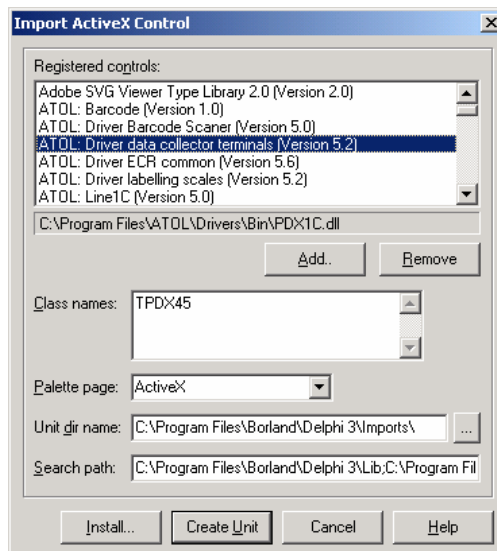 Import ActiveX Control
Registered controls:
Adobe SVG Viewer Type Library 2.0 (Version 2.0)
ATOL: Barcode (Version 1.0)
ATOL: Driver Barcode Scaner (Version 5.0)
ATOL: Driver data collector terminals (Version 5.2)
ATOL: Driver ECR common (Version 5.6)
ATOL: Driver labelling scales (Version 5.2)
ATOL: Line1C (Version 5.0)
C:\Program Files\ATOL\Drivers\Bin\PDX1C.dll
Add.. Remove
Class names: TPDX45
Palette page: ActiveX
Unit dir name: C:\Program Files\Borland\Delphi 3\Imports\ ...
Search path: C:\Program Files\Borland\Delphi 3\Lib;C:\Program Fil
Install... Create Unit Cancel Help